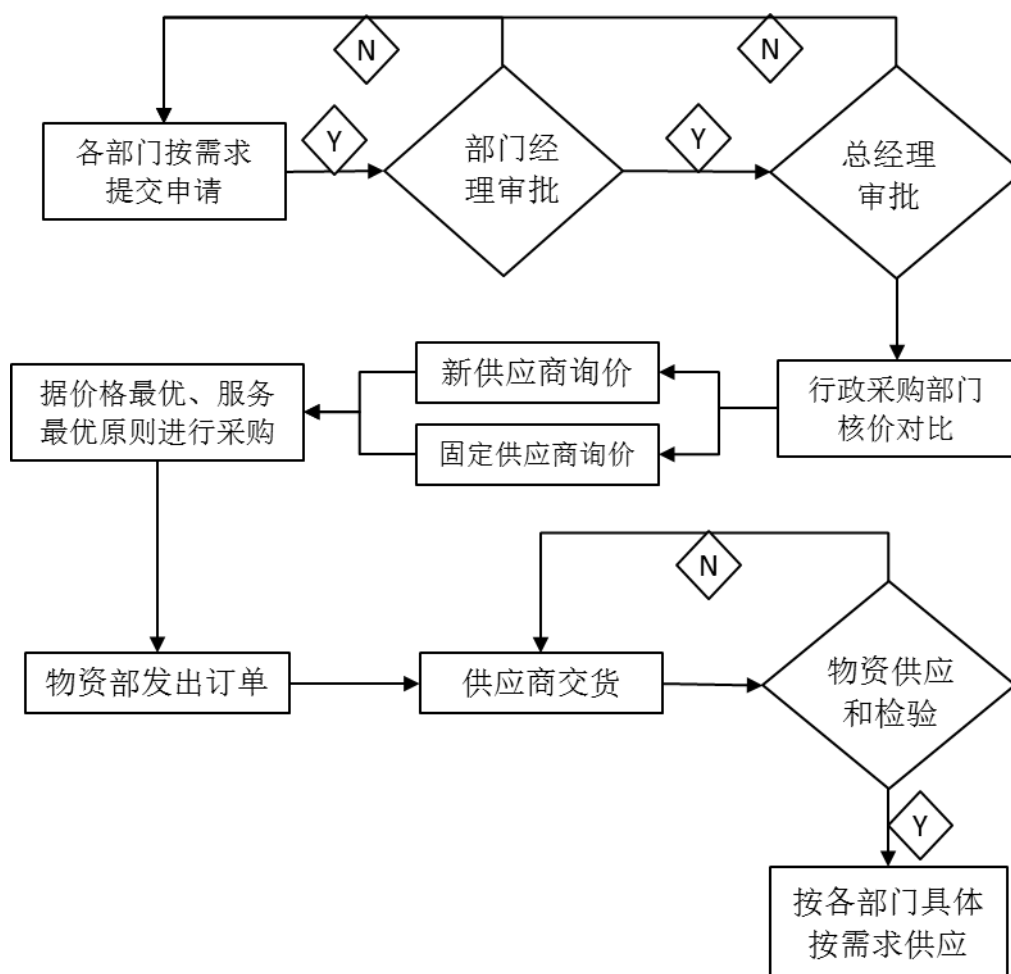 N
N
各部门按需求
提交申请
Y
部门经
理审批
Y
总经理
审批
据价格最优、服务
最优原则进行采购
新供应商询价
固定供应商询价
行政采购部门
核价对比
N
物资部发出订单
供应商交货
物资供应
和检验
Y
按各部门具体
按需求供应